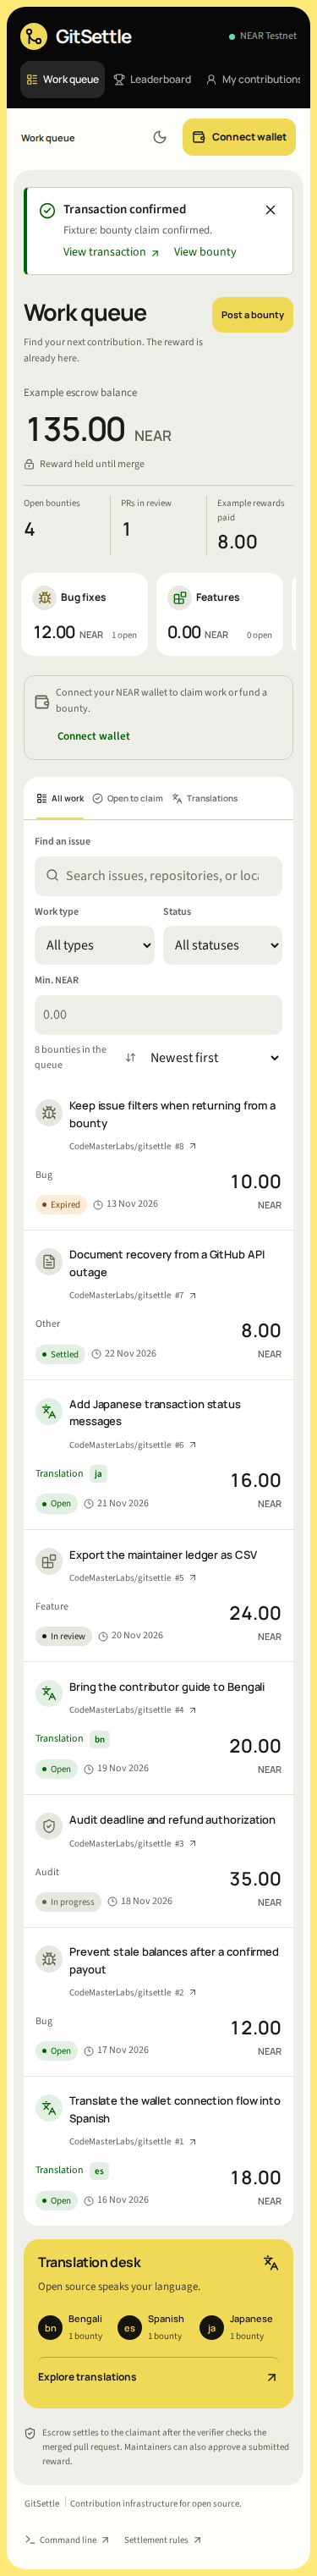 GitSettle
NEAR Testnet
Work queue
Leaderboard
My contributions
Work queue
Connect wallet
Transaction confirmed
Fixture: bounty claim confirmed.
View transaction
View bounty
Work queue
Post a bounty
Find your next contribution. The reward is
already here.
Example escrow balance
135.00 NEAR
Reward held until merge
Open bounties
4
PRs in review
1
Example rewards
paid
8.00
Bug fixes
12.00 NEAR 1 open
Features
0.00 NEAR 0 open
Connect your NEAR wallet to claim work or fund a
bounty.
Connect wallet
All work
Open to claim
Translations
Find an issue
Search issues, repositories, or loca
Work type
Status
All types
All statuses
Min. NEAR
0.00
8 bounties in the
queue
Newest first
Keep issue filters when returning from a
bounty
CodeMasterLabs/gitsettle #8
Bug
10.00
NEAR
Expired
13 Nov 2026
Document recovery from a GitHub API
outage
CodeMasterLabs/gitsettle #7
Other
8.00
NEAR
Settled
22 Nov 2026
Add Japanese transaction status
messages
CodeMasterLabs/gitsettle #6
Translation ja
16.00
NEAR
Open
21 Nov 2026
Export the maintainer ledger as CSV
CodeMasterLabs/gitsettle #5
Feature
24.00
NEAR
In review
20 Nov 2026
Bring the contributor guide to Bengali
CodeMasterLabs/gitsettle #4
Translation bn
20.00
NEAR
Open
19 Nov 2026
Audit deadline and refund authorization
CodeMasterLabs/gitsettle #3
Audit
35.00
NEAR
In progress
18 Nov 2026
Prevent stale balances after a confirmed
payout
CodeMasterLabs/gitsettle #2
Bug
12.00
NEAR
Open
17 Nov 2026
Translate the wallet connection flow into
Spanish
CodeMasterLabs/gitsettle #1
Translation es
18.00
NEAR
Open
16 Nov 2026
Translation desk
Open source speaks your language.
bn
Bengali
1 bounty
es
Spanish
1 bounty
ja
Japanese
1 bounty
Explore translations
Escrow settles to the claimant after the verifier checks the
merged pull request. Maintainers can also approve a submitted
reward.
GitSettle
Contribution infrastructure for open source.
Command line
Settlement rules